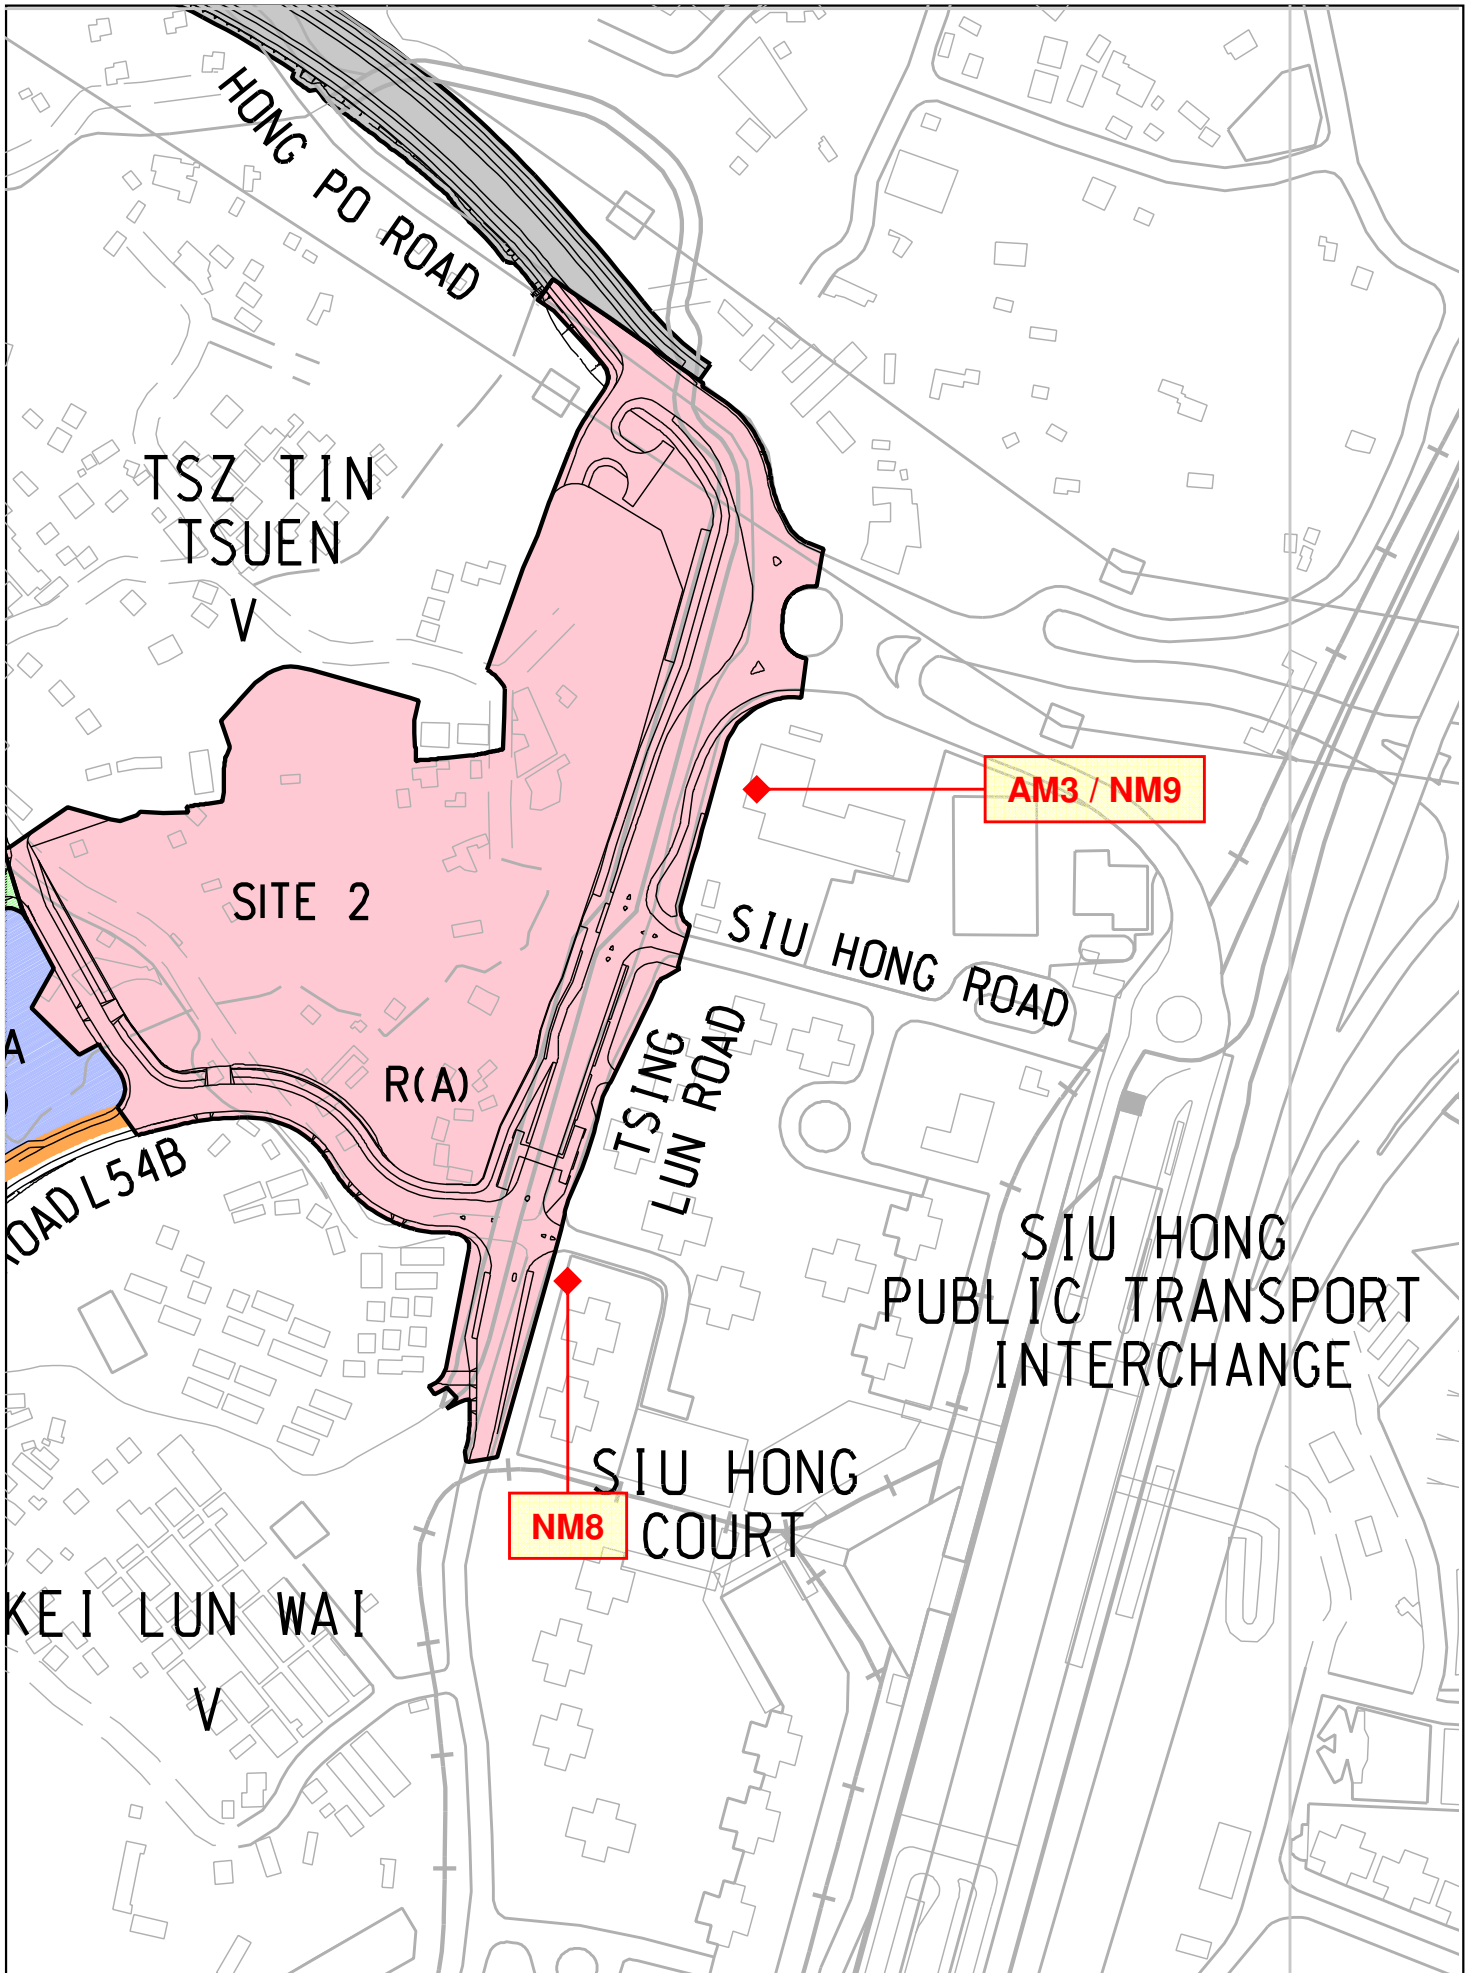 HONG PO ROAD
TSZ TIN
TSUEN
V
AM3 / NM9
SITE 2
SIU HONG ROAD
TSING
LUN ROAD
A
R(A)
ROAD L54B
SIU HONG
PUBLIC TRANSPORT
INTERCHANGE
SIU HONG
COURT
NM8
KEI LUN WAI
V